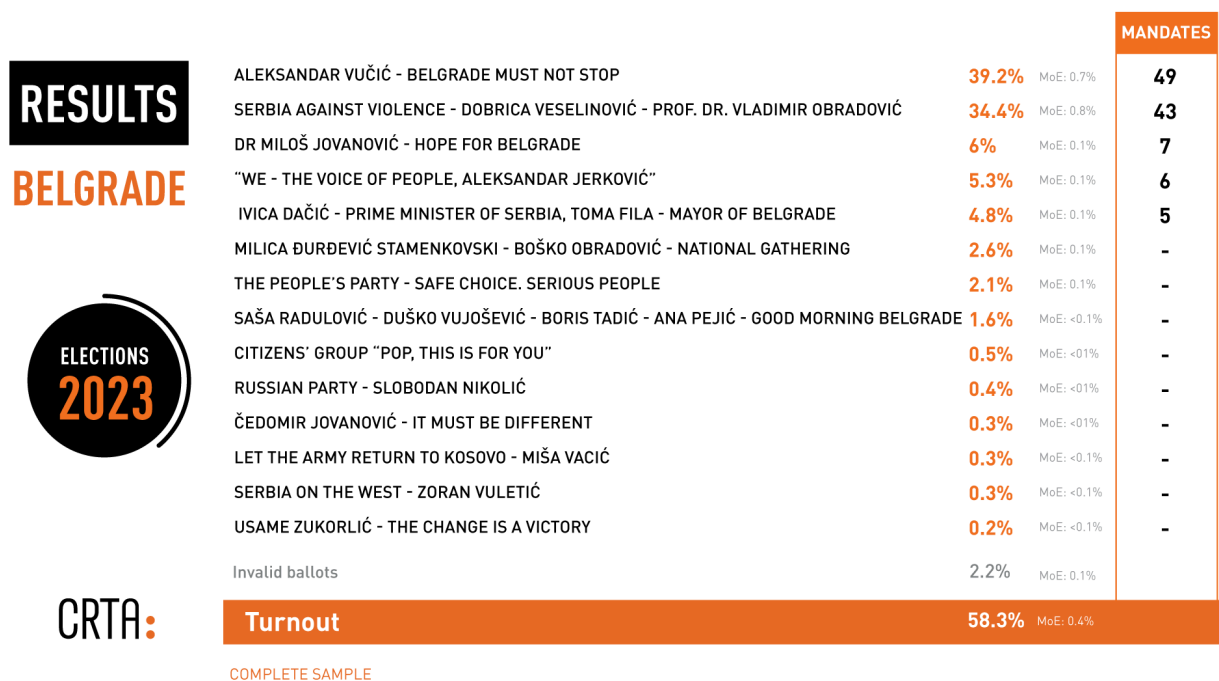 MANDATES
RESULTS
BELGRADE
ALEKSANDAR VUČIĆ - BELGRADE MUST NOT STOP 39.2% MoE: 0.7% 49
SERBIA AGAINST VIOLENCE - DOBRICA VESELINOVIĆ - PROF. DR. VLADIMIR OBRADOVIĆ 34.4% MoE: 0.8% 43
DR MILOŠ JOVANOVIĆ - HOPE FOR BELGRADE 6% MoE: 0.1% 7
“WE - THE VOICE OF PEOPLE, ALEKSANDAR JERKOVIĆ” 5.3% MoE: 0.1% 6
IVICA DAČIĆ - PRIME MINISTER OF SERBIA, TOMA FILA - MAYOR OF BELGRADE 4.8% MoE: 0.1% 5
MILICA ĐURĐEVIĆ STAMENKOVSKI - BOŠKO OBRADOVIĆ - NATIONAL GATHERING 2.6% MoE: 0.1% -
THE PEOPLE’S PARTY - SAFE CHOICE. SERIOUS PEOPLE 2.1% MoE: 0.1% -
SAŠA RADULOVIĆ - DUŠKO VUJOŠEVIĆ - BORIS TADIĆ - ANA PEJIĆ - GOOD MORNING BELGRADE 1.6% MoE: <0.1% -
CITIZENS’ GROUP “POP, THIS IS FOR YOU” 0.5% MoE: <01% -
RUSSIAN PARTY - SLOBODAN NIKOLIĆ 0.4% MoE: <01% -
ČEDOMIR JOVANOVIĆ - IT MUST BE DIFFERENT 0.3% MoE: <01% -
LET THE ARMY RETURN TO KOSOVO - MIŠA VACIĆ 0.3% MoE: <0.1% -
SERBIA ON THE WEST - ZORAN VULETIĆ 0.3% MoE: <0.1% -
USAME ZUKORLIĆ - THE CHANGE IS A VICTORY 0.2% MoE: <0.1% -
Invalid ballots 2.2% MoE: 0.1%
Turnout 58.3% MoE: 0.4%
COMPLETE SAMPLE
ELECTIONS
2023
CRTA: